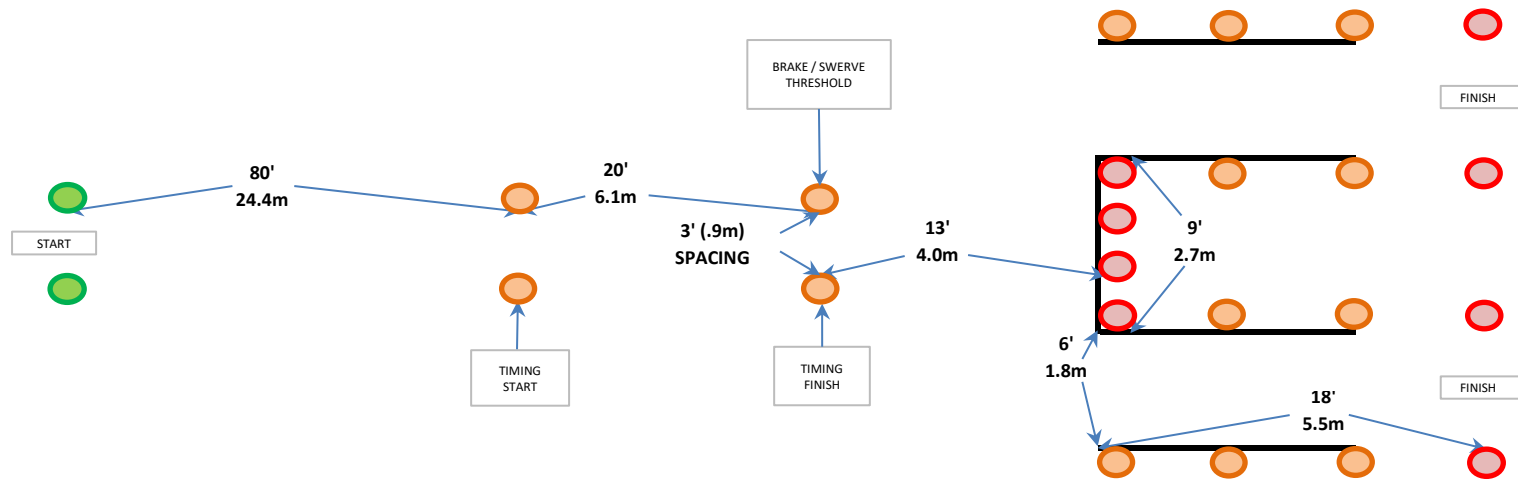 BRAKE / SWERVE
THRESHOLD
FINISH
80'
24.4m
20'
6.1m
START
3' (.9m)
SPACING
13'
4.0m
9'
2.7m
6'
1.8m
TIMING
START
TIMING
FINISH
FINISH
18'
5.5m